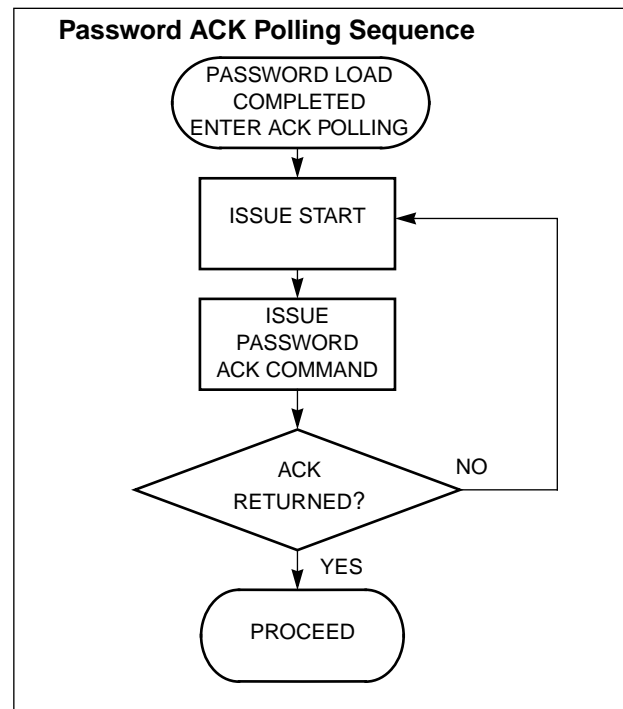 Password ACK Polling Sequence
PASSWORD LOAD
COMPLETED
ENTER ACK POLLING
ISSUE START
ISSUE
PASSWORD
ACK COMMAND
ACK
RETURNED?
NO
YES
PROCEED